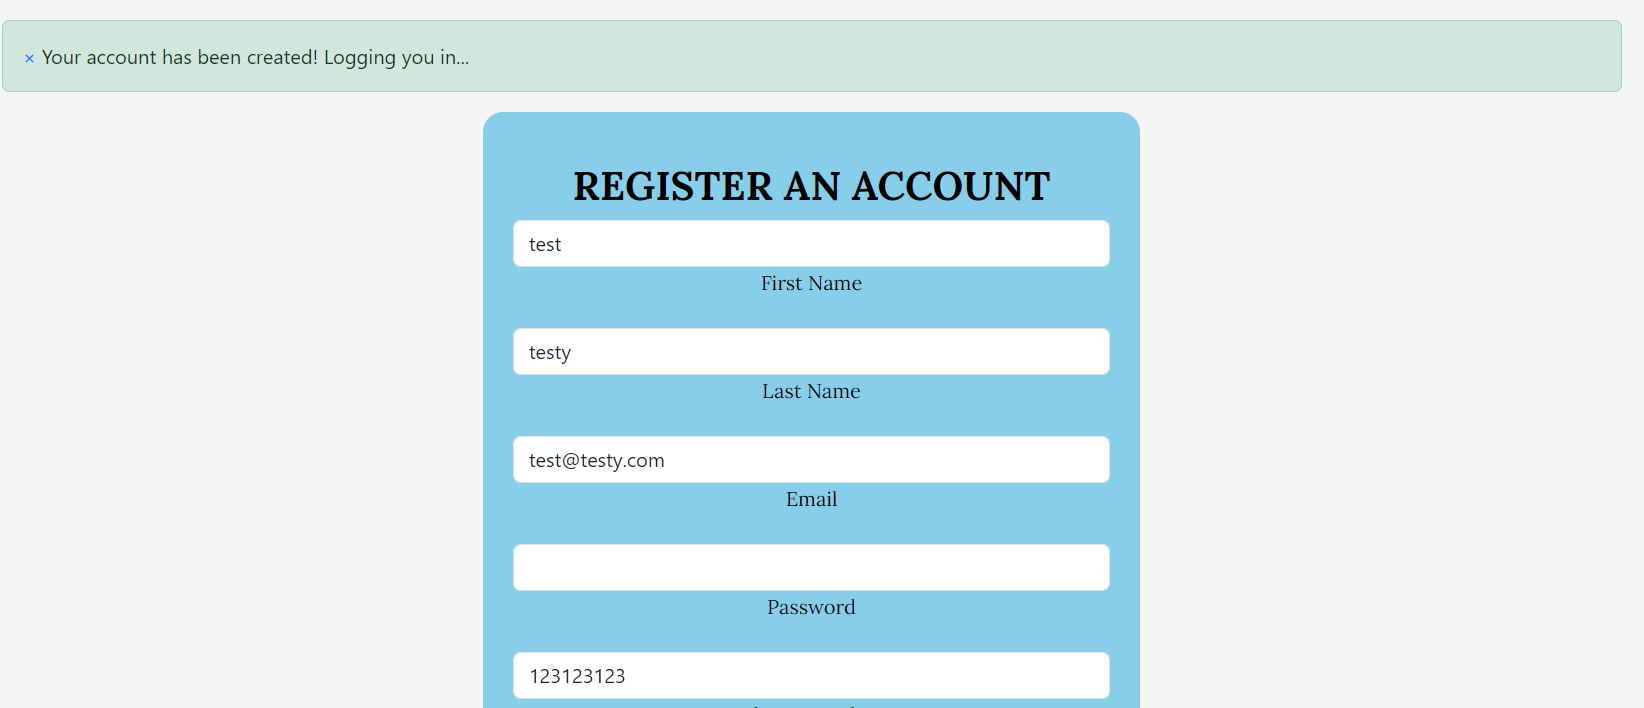 × Your account has been created! Logging you in...
REGISTER AN ACCOUNT
test
First Name
testy
Last Name
test@testy.com
Email
Password
123123123